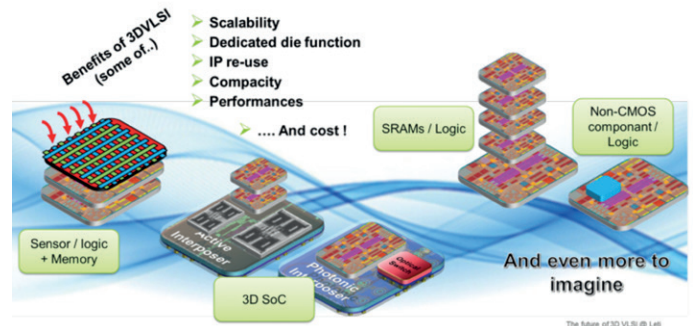 Benefits of 3DVLSI
(some of..)
Scalability
Dedicated die function
IP re-use
Compacity
Performances
.... And cost !
SRAMs / Logic
Non-CMOS
componant /
Logic
Sensor / logic
+ Memory
Active
Interposer
3D SoC
Photonic
Interposer
And even more to
imagine
The future of 3D VLSI @ Leti